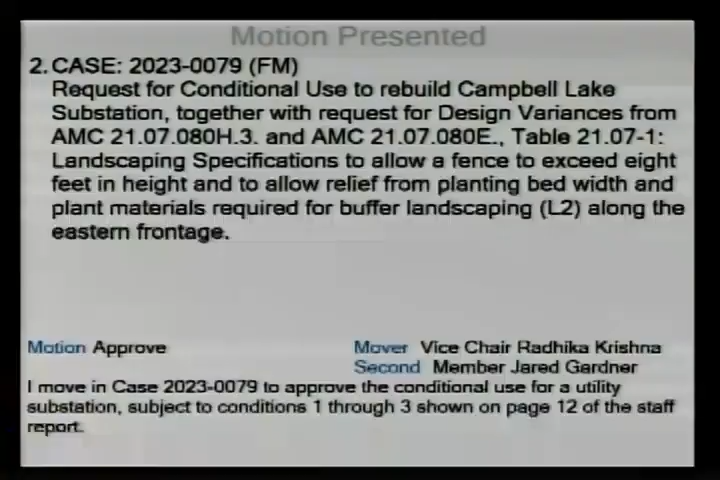 Motion Presented
2. CASE: 2023-0079 (FM)
Request for Conditional Use to rebuild Campbell Lake
Substation, together with request for Design Variances from
AMC 21.07.080H.3. and AMC 21.07.080E., Table 21.07-1:
Landscaping Specifications to allow a fence to exceed eight
feet in height and to allow relief from planting bed width and
plant materials required for buffer landscaping (L2) along the
eastern frontage.
Motion Approve
Mover Vice Chair Radhika Krishna
Second Member Jared Gardner
I move in Case 2023-0079 to approve the conditional use for a utility
substation, subject to conditions 1 through 3 shown on page 12 of the staff
report.